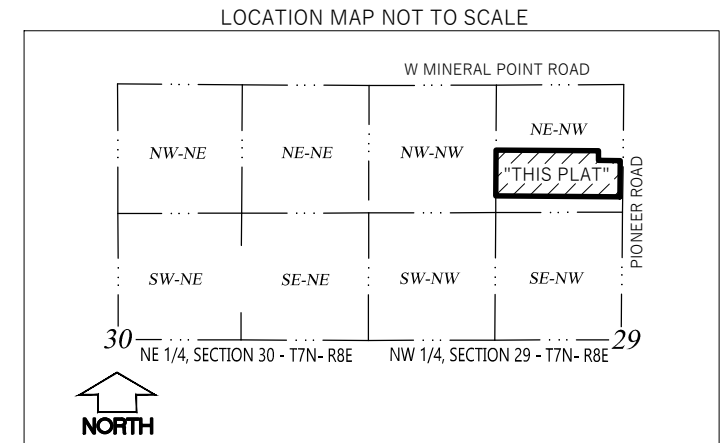 LOCATION MAP NOT TO SCALE
W MINERAL POINT ROAD
NE-NW
NW-NE NE-NE NW-NW
"THIS PLAT"
PIONEER ROAD
SW-NE SE-NE SW-NW SE-NW
30 29
NE 1/4, SECTION 30 - T7N- R8E NW 1/4, SECTION 29 - T7N- R8E
NORTH